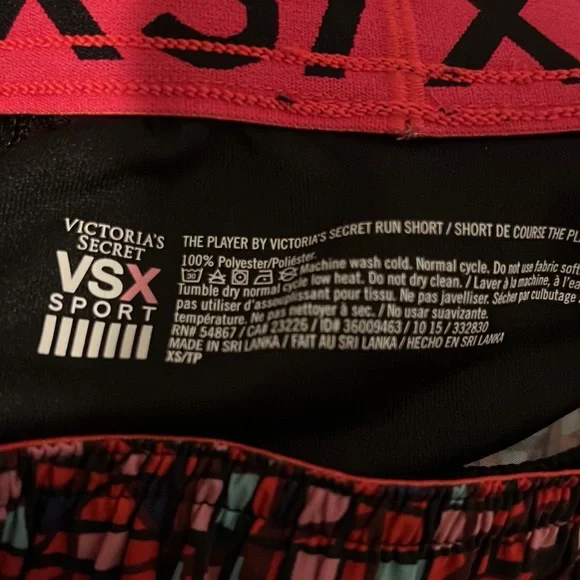 XSIX
VICTORIA'S
SECRET
VSX
SPORT
THE PLAYER BY VICTORIA'S SECRET RUN SHORT / SHORT DE COURSE THE PL
100% Polyester/Poliéster.
30 Machine wash cold. Normal cycle. Do not use fabric soft
Tumble dry normal cycle low heat. Do not dry clean. / Laver à la machine, à l'ea
pas utiliser d'assouplissant pour tissu. Ne pas javelliser. Sécher par culbutage
température. Ne pas nettoyer à sec. / No usar suavizante.
RN# 54867 / CA# 23226 / ID# 36009463 / 10 15 / 332830
MADE IN SRI LANKA / FAIT AU SRI LANKA / HECHO EN SRI LANKA
XS/TP